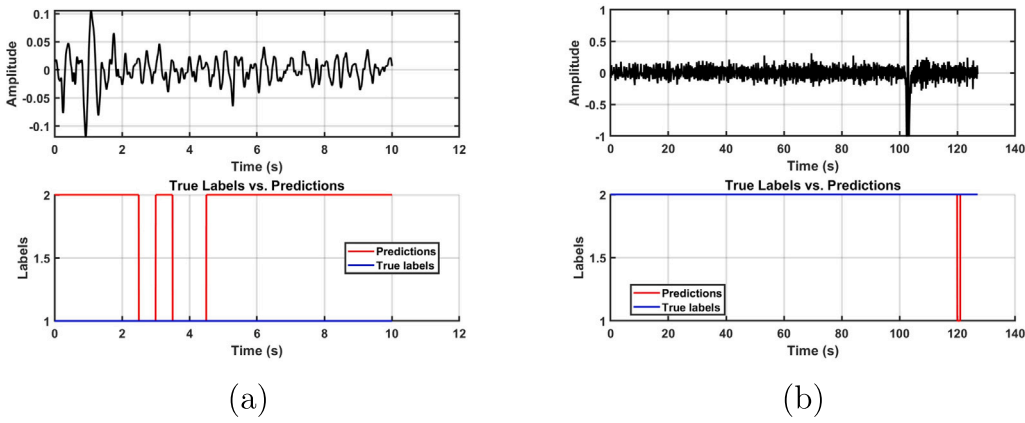 0.1
0.05
0
-0.05
-0.1
Amplitude
0 2 4 6 8 10 12
Time (s)
True Labels vs. Predictions
2
1.5
1
Labels
Predictions
True labels
0 2 4 6 8 10 12
Time (s)
(a)
1
0.5
0
-0.5
-1
Amplitude
0 20 40 60 80 100 120 140
Time (s)
True Labels vs. Predictions
2
1.5
1
Labels
Predictions
True labels
0 20 40 60 80 100 120 140
Time (s)
(b)